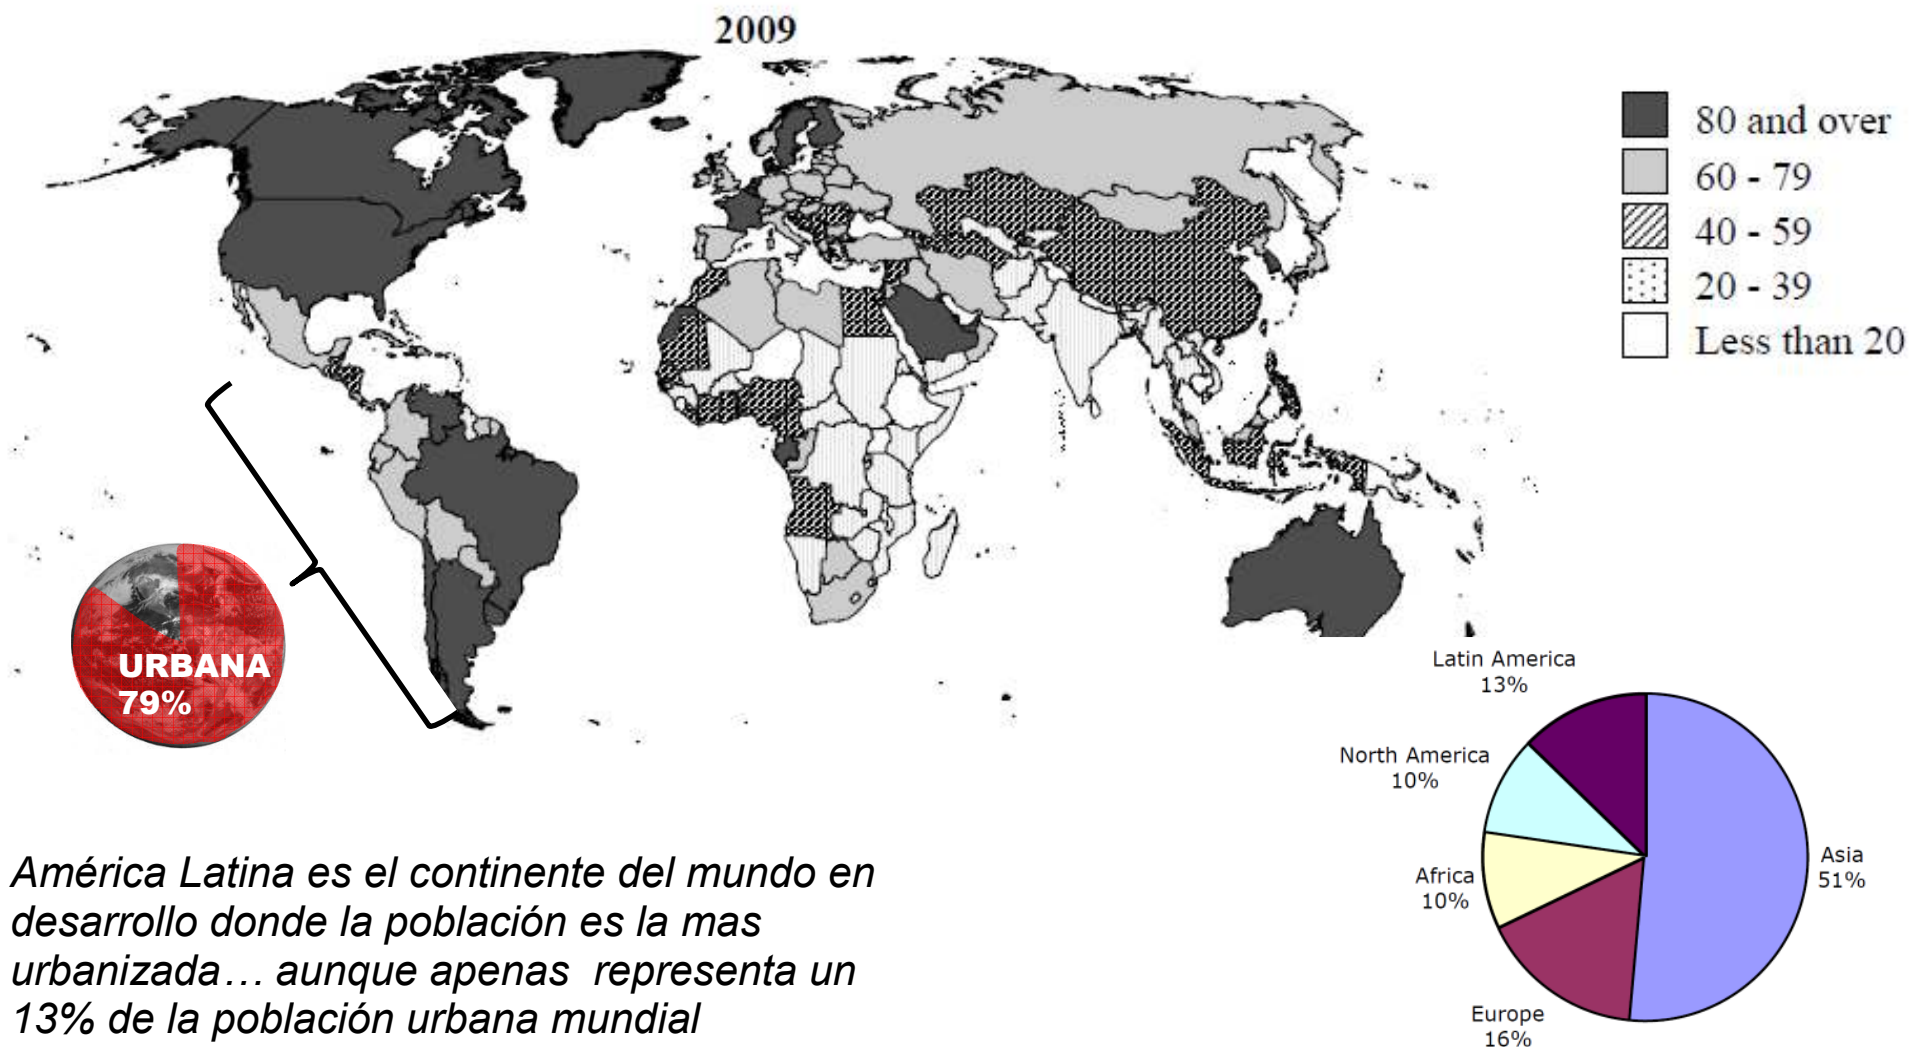 2009
80 and over
60 - 79
40 - 59
20 - 39
Less than 20
URBANA
79%
Latin America
13%
North America
10%
Africa
10%
Asia
51%
Europe
16%
América Latina es el continente del mundo en
desarrollo donde la población es la mas
urbanizada… aunque apenas representa un
13% de la población urbana mundial